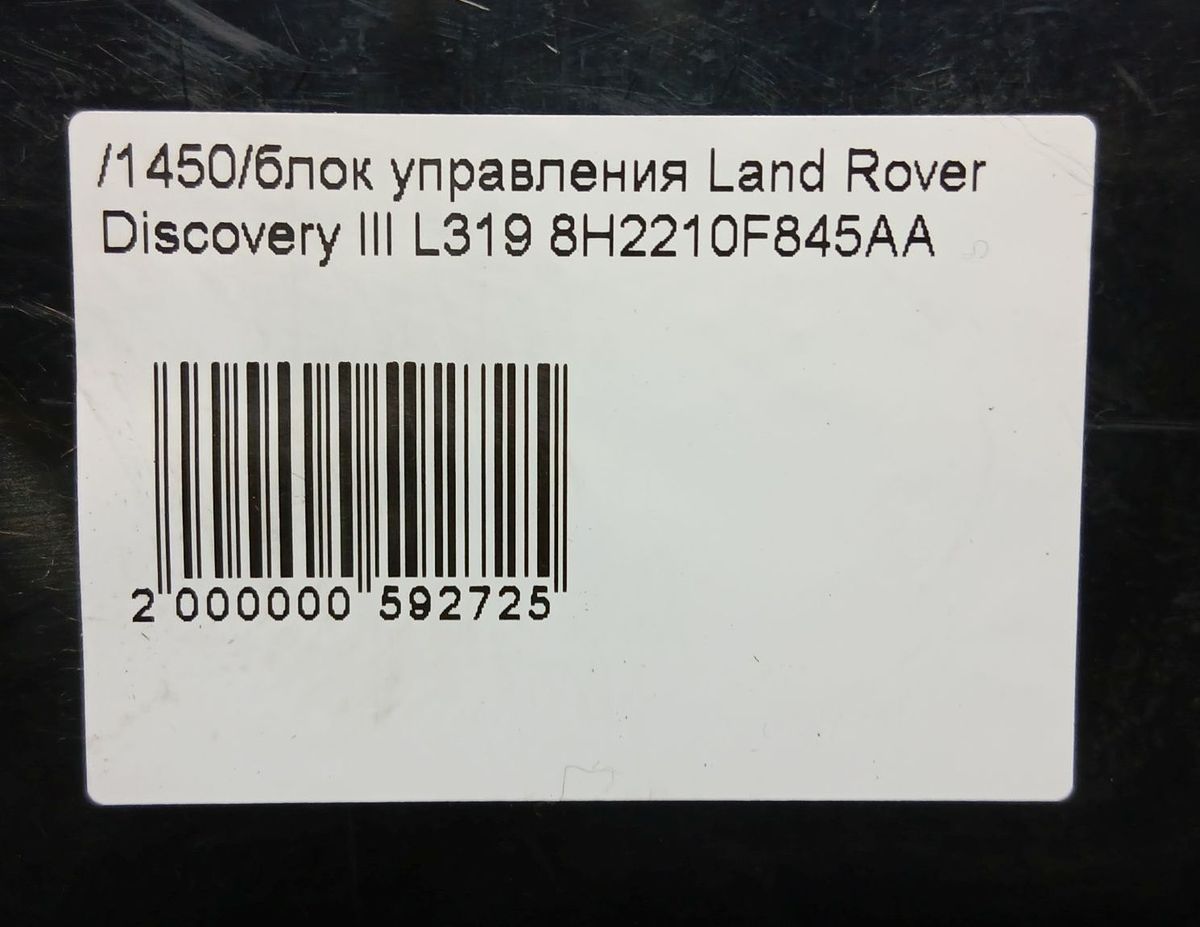 /1450/блок управления Land Rover
Discovery III L319 8H2210F845AA
2 000000 592725